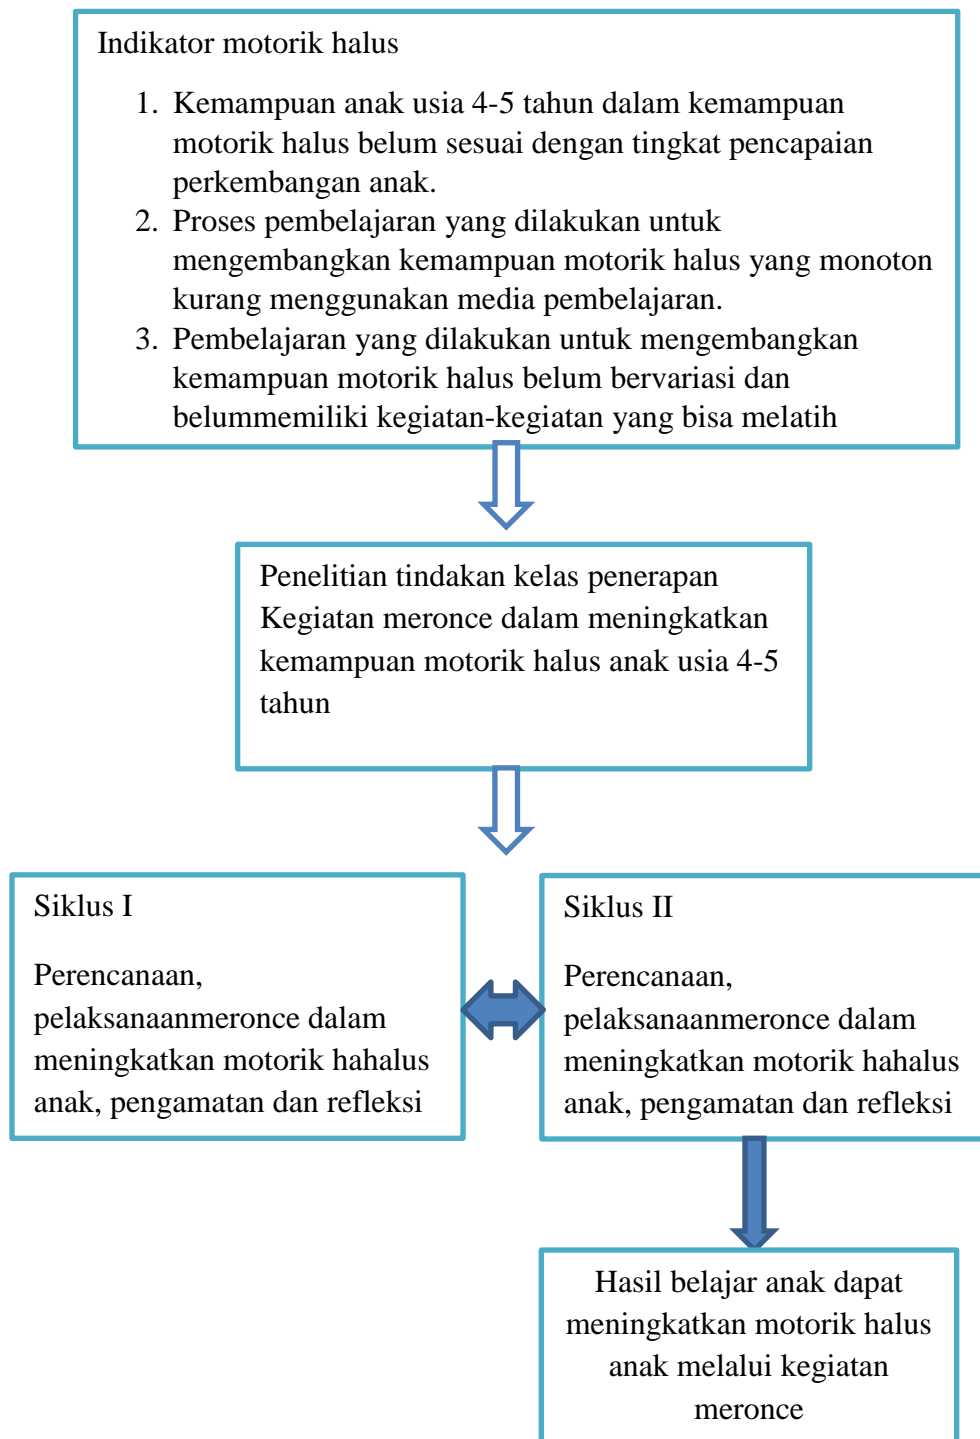 Indikator motorik halus
1. Kemampuan anak usia 4-5 tahun dalam kemampuan
motorik halus belum sesuai dengan tingkat pencapaian
perkembangan anak.
2. Proses pembelajaran yang dilakukan untuk
mengembangkan kemampuan motorik halus yang monoton
kurang menggunakan media pembelajaran.
3. Pembelajaran yang dilakukan untuk mengembangkan
kemampuan motorik halus belum bervariasi dan
belummemiliki kegiatan-kegiatan yang bisa melatih
Penelitian tindakan kelas penerapan
Kegiatan meronce dalam meningkatkan
kemampuan motorik halus anak usia 4-5
tahun
Siklus I
Perencanaan,
pelaksanaanmeronce dalam
meningkatkan motorik hahalus
anak, pengamatan dan refleksi
Siklus II
Perencanaan,
pelaksanaanmeronce dalam
meningkatkan motorik hahalus
anak, pengamatan dan refleksi
Hasil belajar anak dapat
meningkatkan motorik halus
anak melalui kegiatan
meronce